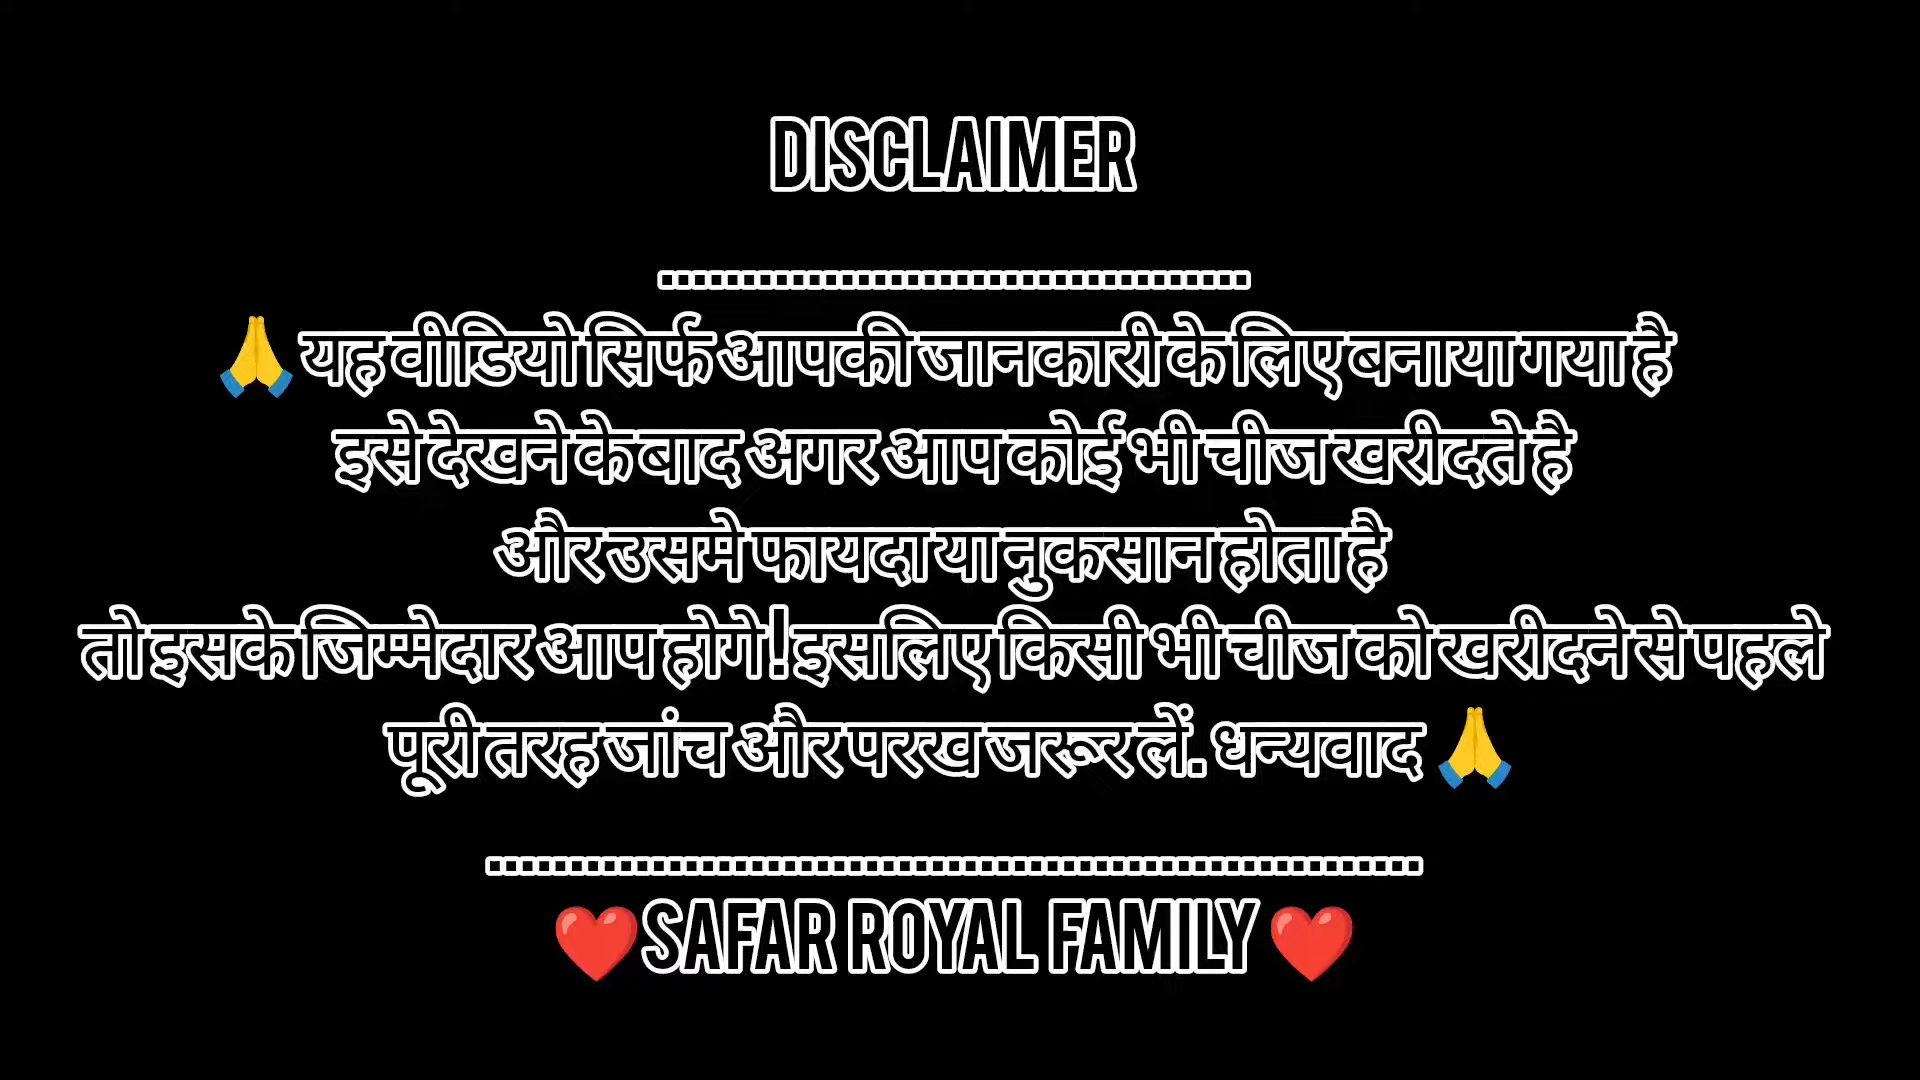 DISCLAIMER
....................................
🙏यह वीडियो सिर्फ आपकी जानकारी के लिए बनाया गया है
इसे देखने के बाद अगर आप कोई भी चीज खरीदते है
और उसमे फायदा या नुकसान होता है
तो इसके जिम्मेदार आप होगे ! इसलिए किसी भी चीज को खरीदने से पहले
पूरी तरह जांच और परख जरूर लें. धन्यवाद 🙏
.........................................................
❤️SAFAR ROYAL FAMILY ❤️